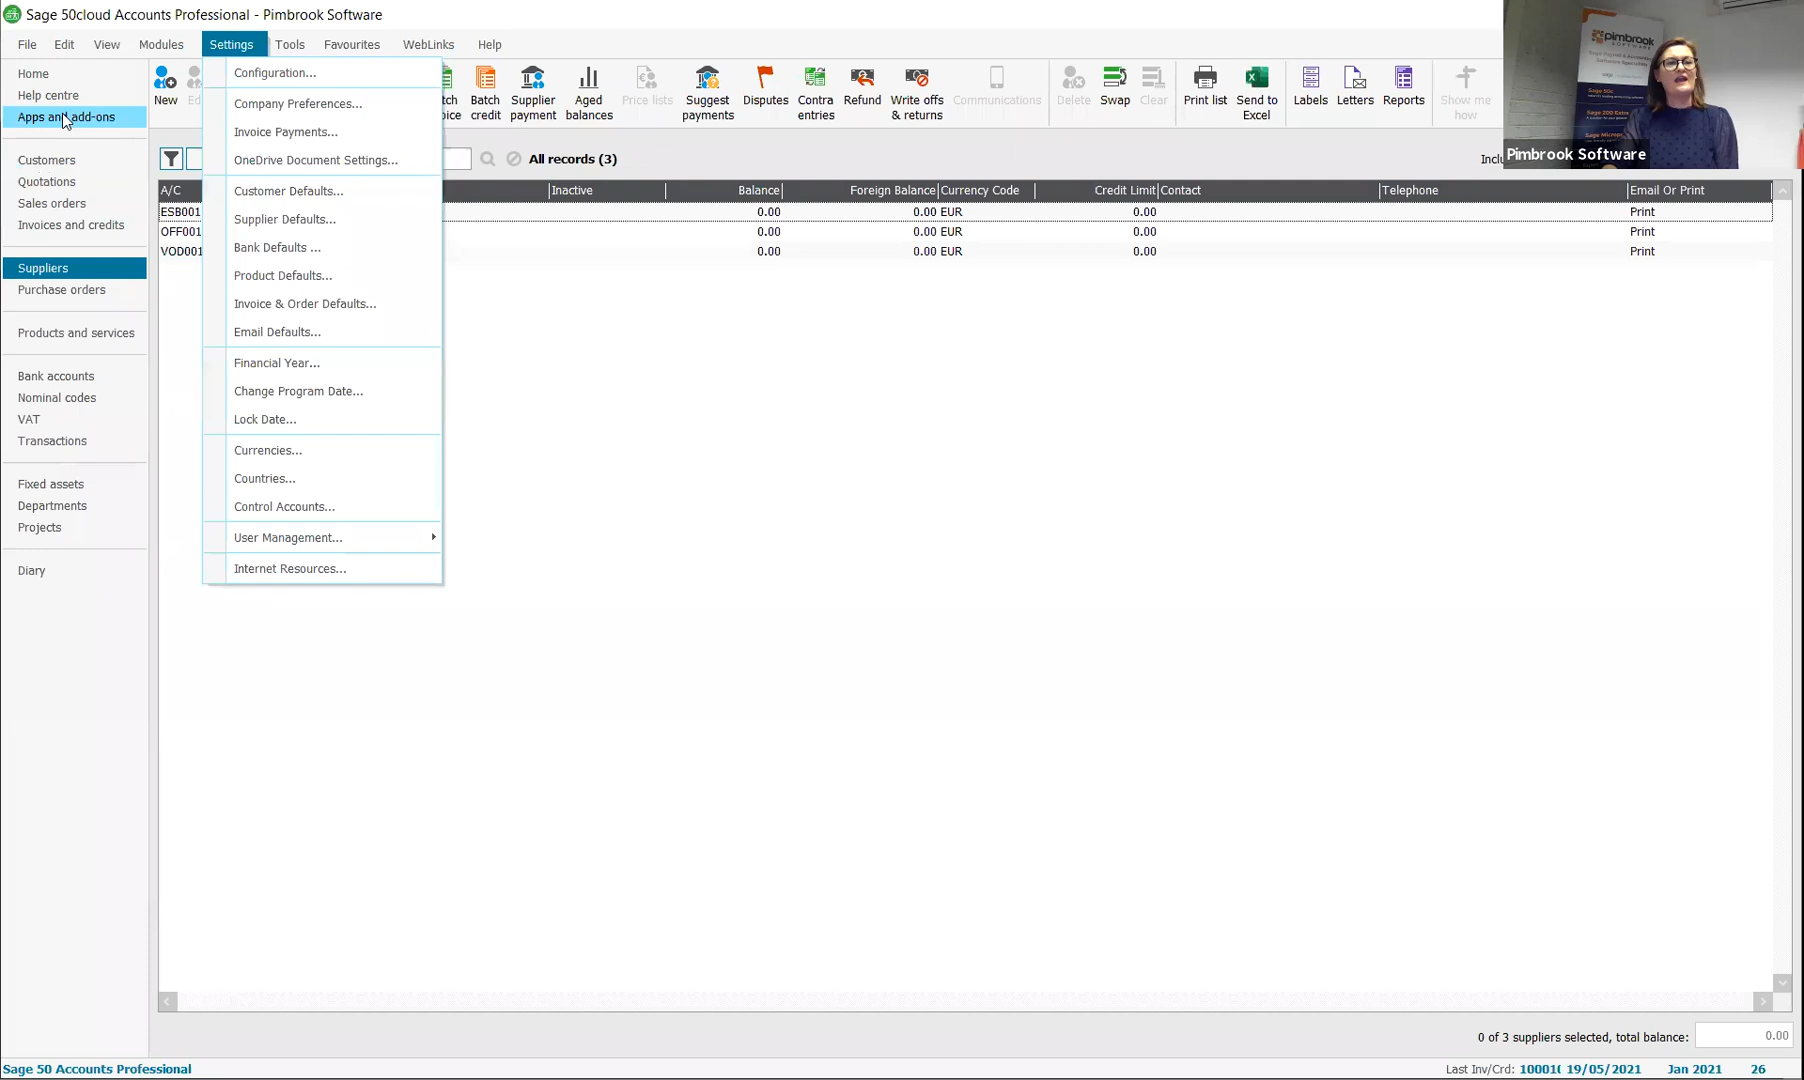 Sage 50cloud Accounts Professional - Pimbrook Software
File Edit View Modules Settings Tools Favourites WebLinks Help
Home
Help centre
Apps and add-ons
Customers
Quotations
Sales orders
Invoices and credits
Suppliers
Purchase orders
Products and services
Bank accounts
Nominal codes
VAT
Transactions
Fixed assets
Departments
Projects
Diary
Configuration...
Company Preferences...
Invoice Payments...
OneDrive Document Settings...
Customer Defaults...
Supplier Defaults...
Bank Defaults ...
Product Defaults...
Invoice & Order Defaults...
Email Defaults...
Financial Year...
Change Program Date...
Lock Date...
Currencies...
Countries...
Control Accounts...
User Management...
Internet Resources...
New
Batch credit
Supplier payment
Aged balances
Price lists
Suggest payments
Disputes
Contra entries
Refund
Write offs & returns
Communications
Delete
Swap
Clear
Print list
Send to Excel
Labels
Letters
Reports
Show me how
pimbrook
SOFTWARE
Pimbrook Software
All records (3)
A/C Inactive Balance Foreign Balance Currency Code Credit Limit Contact Telephone Email Or Print
ESB001 0.00 0.00 EUR 0.00 Print
OFF001 0.00 0.00 EUR 0.00 Print
VOD001 0.00 0.00 EUR 0.00 Print
0 of 3 suppliers selected, total balance: 0.00
Sage 50 Accounts Professional
Last Inv/Crd: 10001( 19/05/2021 Jan 2021 26